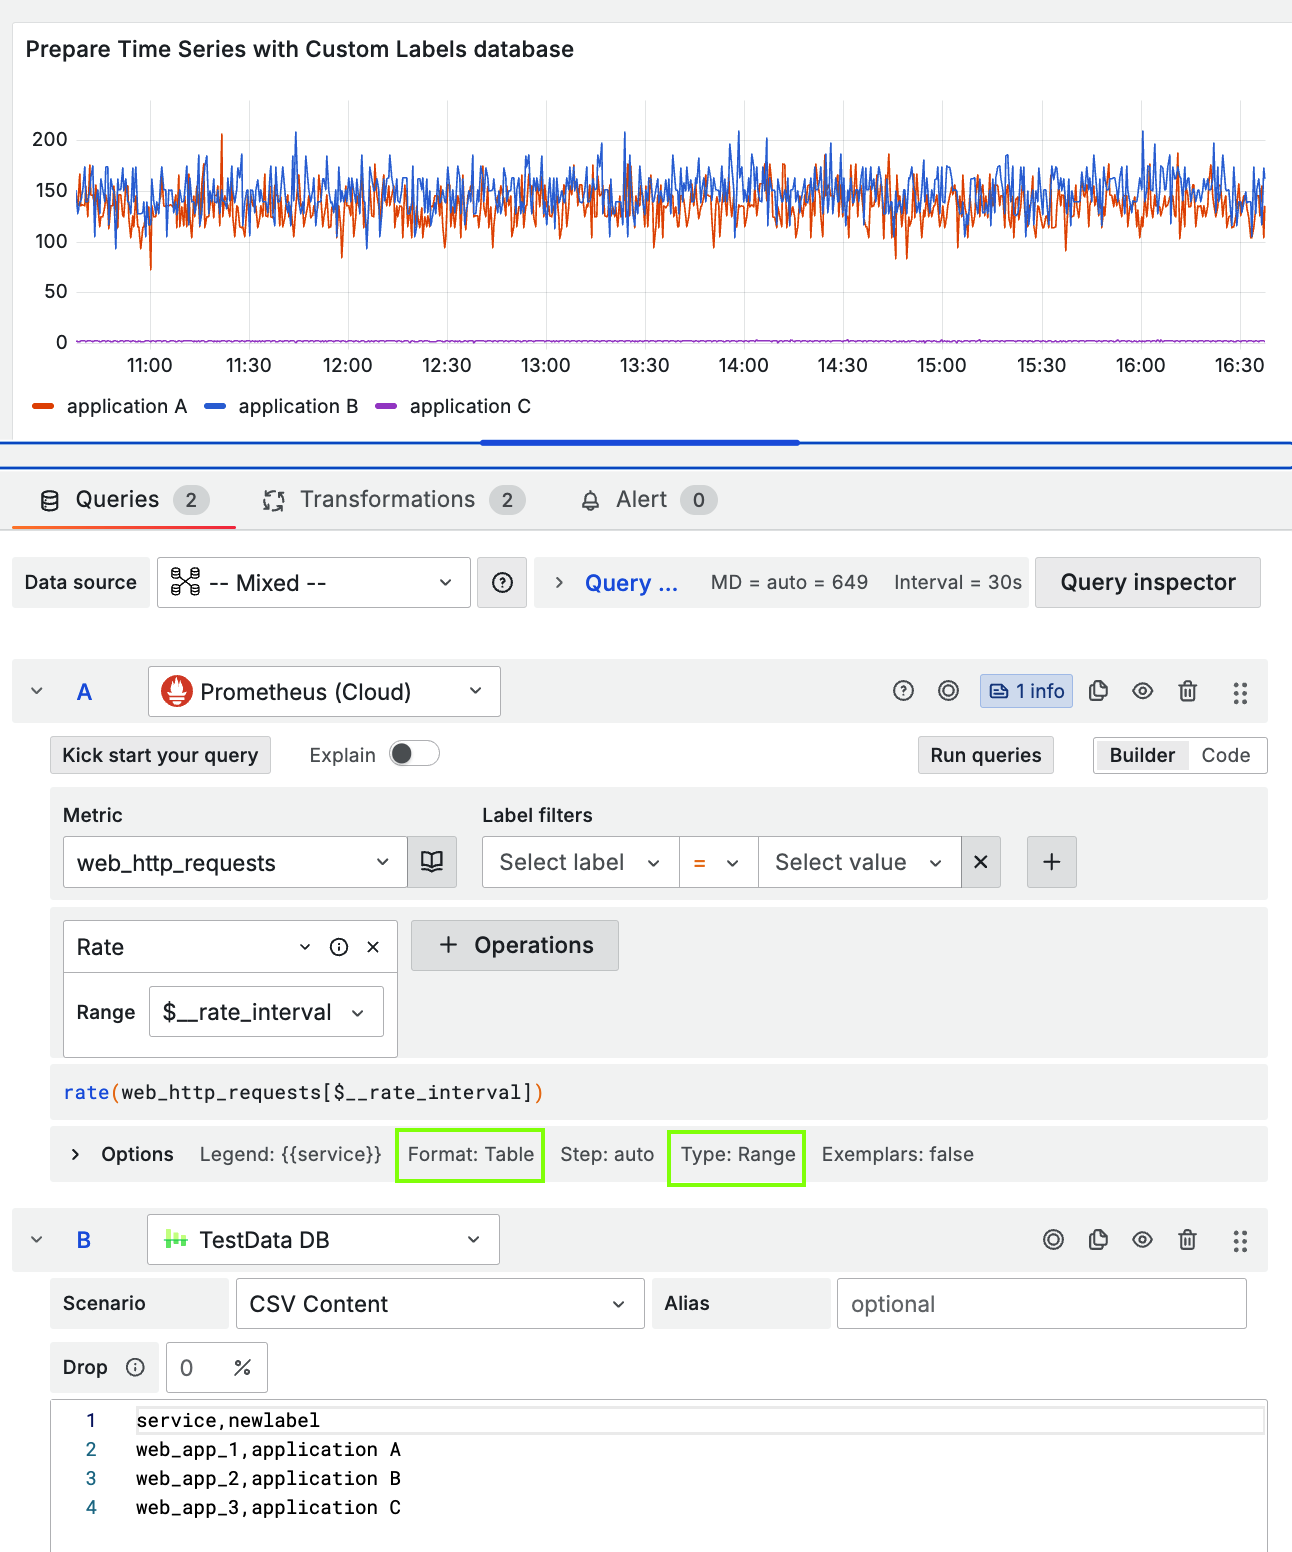 Prepare Time Series with Custom Labels database
200
150
100
50
0
11:00 11:30 12:00 12:30 13:00 13:30 14:00 14:30 15:00 15:30 16:00 16:30
application A application B application C
Queries 2 Transformations 2 Alert 0
Data source -- Mixed -- Query ... MD = auto = 649 Interval = 30s Query inspector
A Prometheus (Cloud) 1 info
Kick start your query Explain Run queries Builder Code
Metric Label filters
web_http_requests Select label = Select value
Rate + Operations
Range $__rate_interval
rate(web_http_requests[$__rate_interval])
Options Legend: {{service}} Format: Table Step: auto Type: Range Exemplars: false
B TestData DB
Scenario CSV Content Alias optional
Drop 0 %
1 service,newlabel
2 web_app_1,application A
3 web_app_2,application B
4 web_app_3,application C